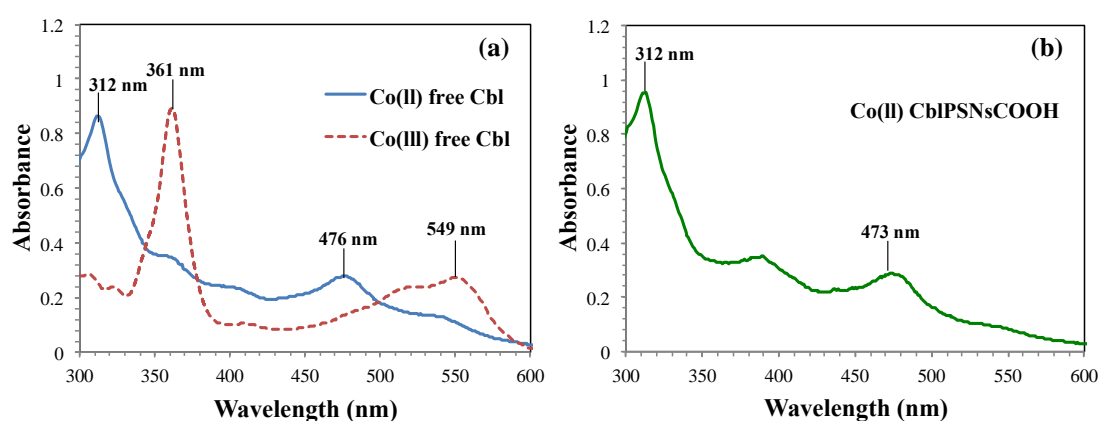 (a)
1.2
1
0.8
0.6
0.4
0.2
0
300
350
400
450
500
550
600
Absorbance
Wavelength (nm)
312 nm
361 nm
476 nm
549 nm
Co(ll) free Cbl
Co(lll) free Cbl
(b)
1.2
1
0.8
0.6
0.4
0.2
0
300
350
400
450
500
550
600
Absorbance
Wavelength (nm)
312 nm
473 nm
Co(ll) CblPSNsCOOH